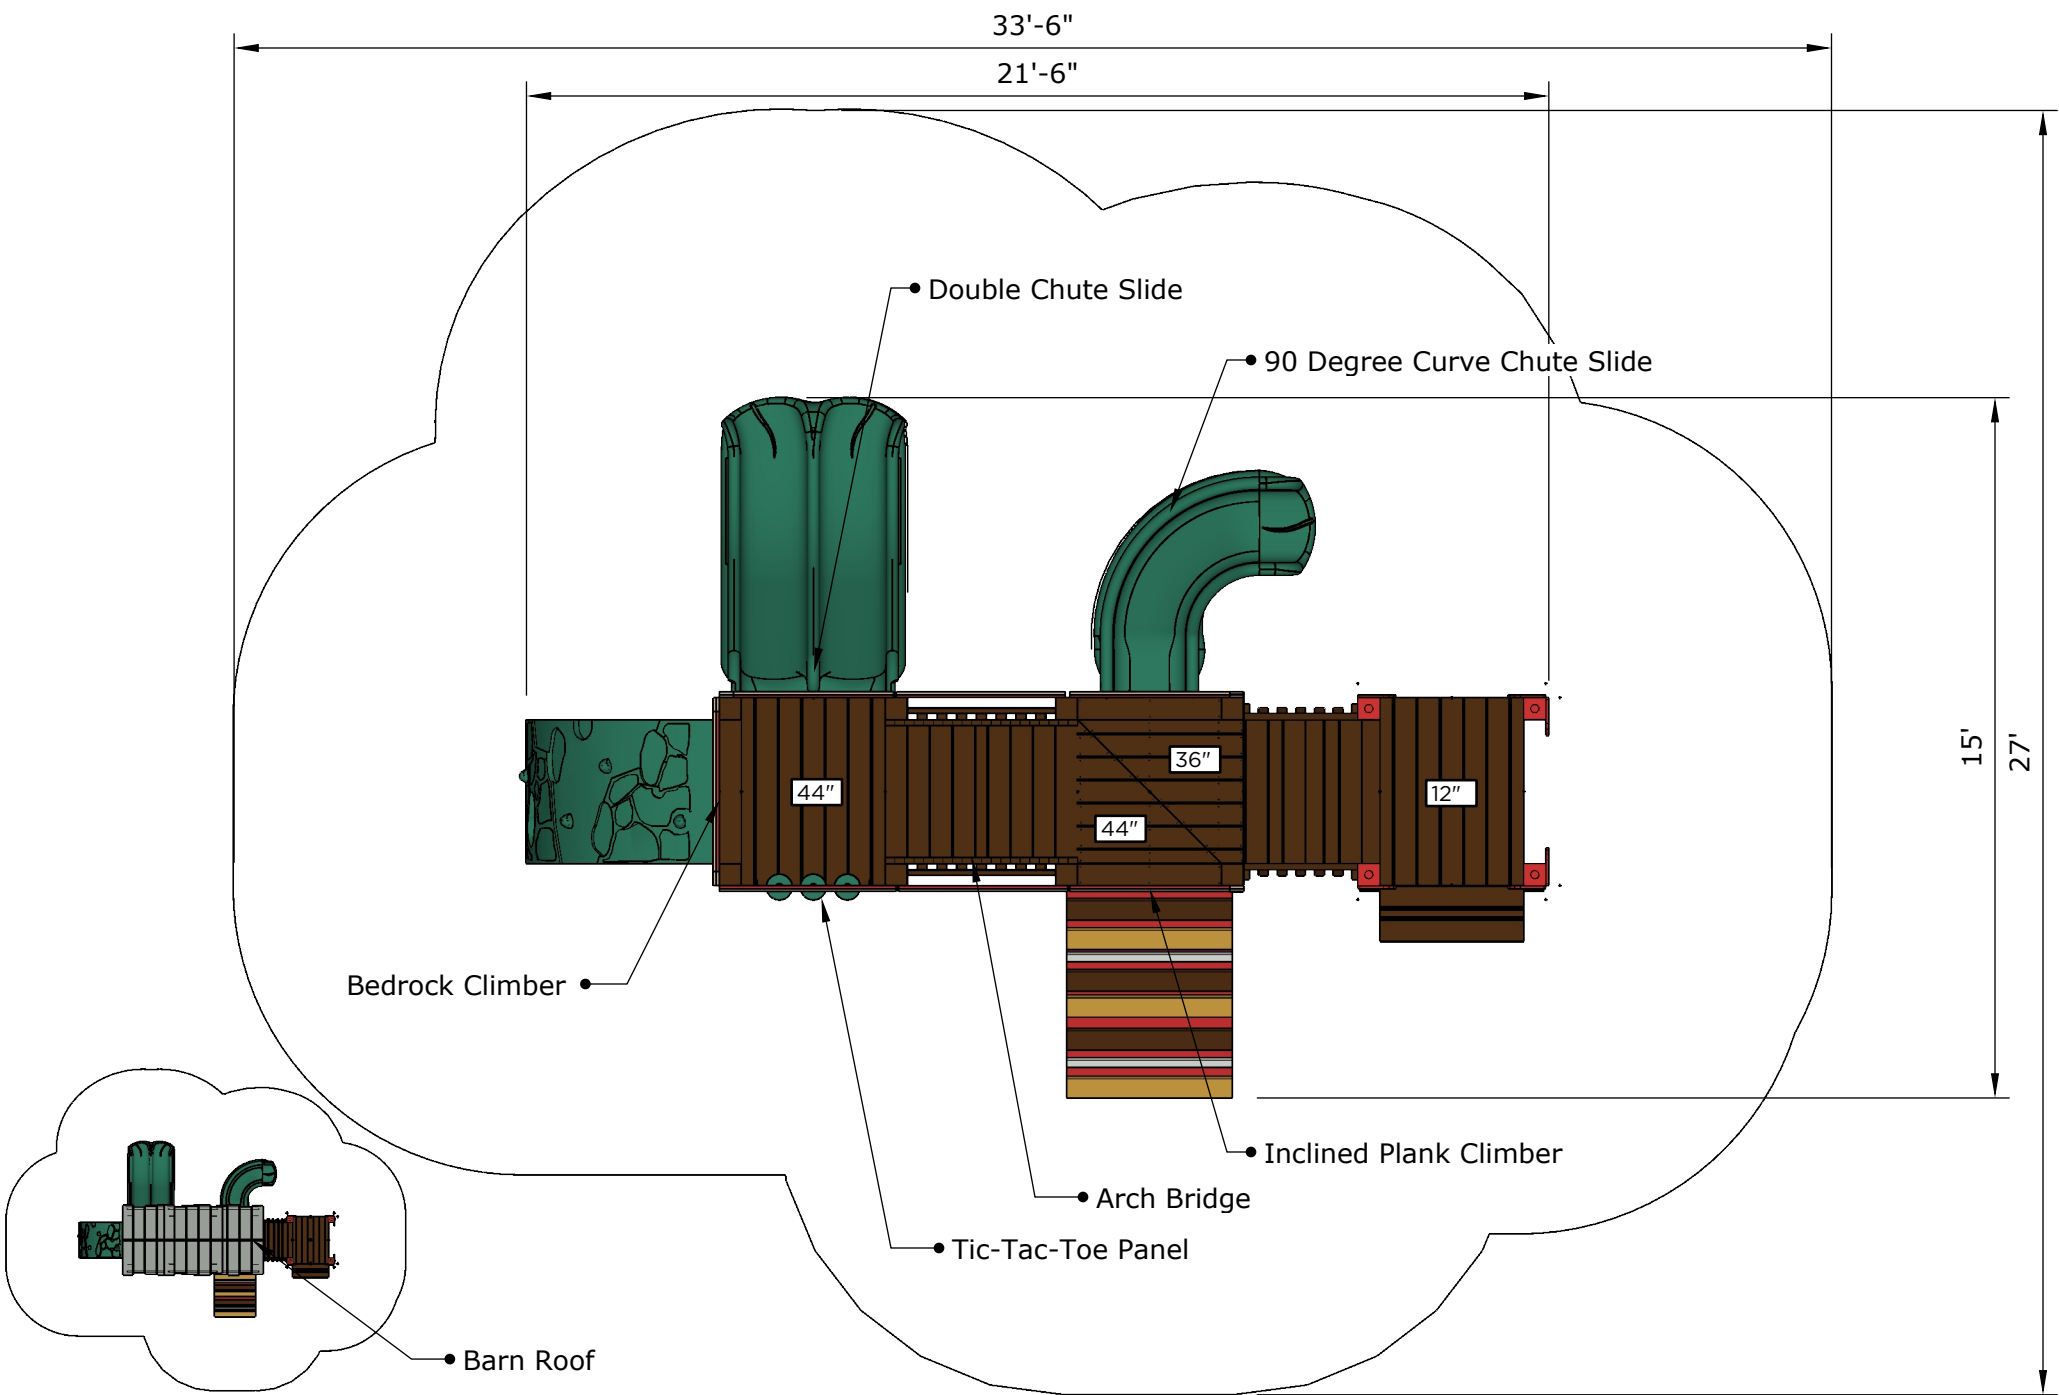 33'-6"
21'-6"
Double Chute Slide
90 Degree Curve Chute Slide
15'
27'
36"
44"
12"
44"
Bedrock Climber
Inclined Plank Climber
Arch Bridge
Tic-Tac-Toe Panel
Barn Roof